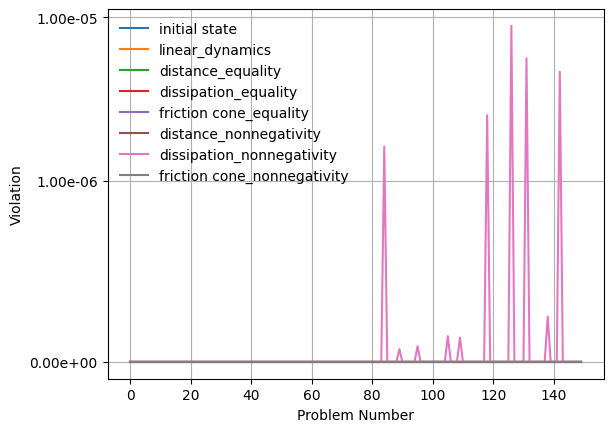 1.00e-05
1.00e-06
0.00e+00
Violation
initial state
linear_dynamics
distance_equality
dissipation_equality
friction cone_equality
distance_nonnegativity
dissipation_nonnegativity
friction cone_nonnegativity
0 20 40 60 80 100 120 140
Problem Number